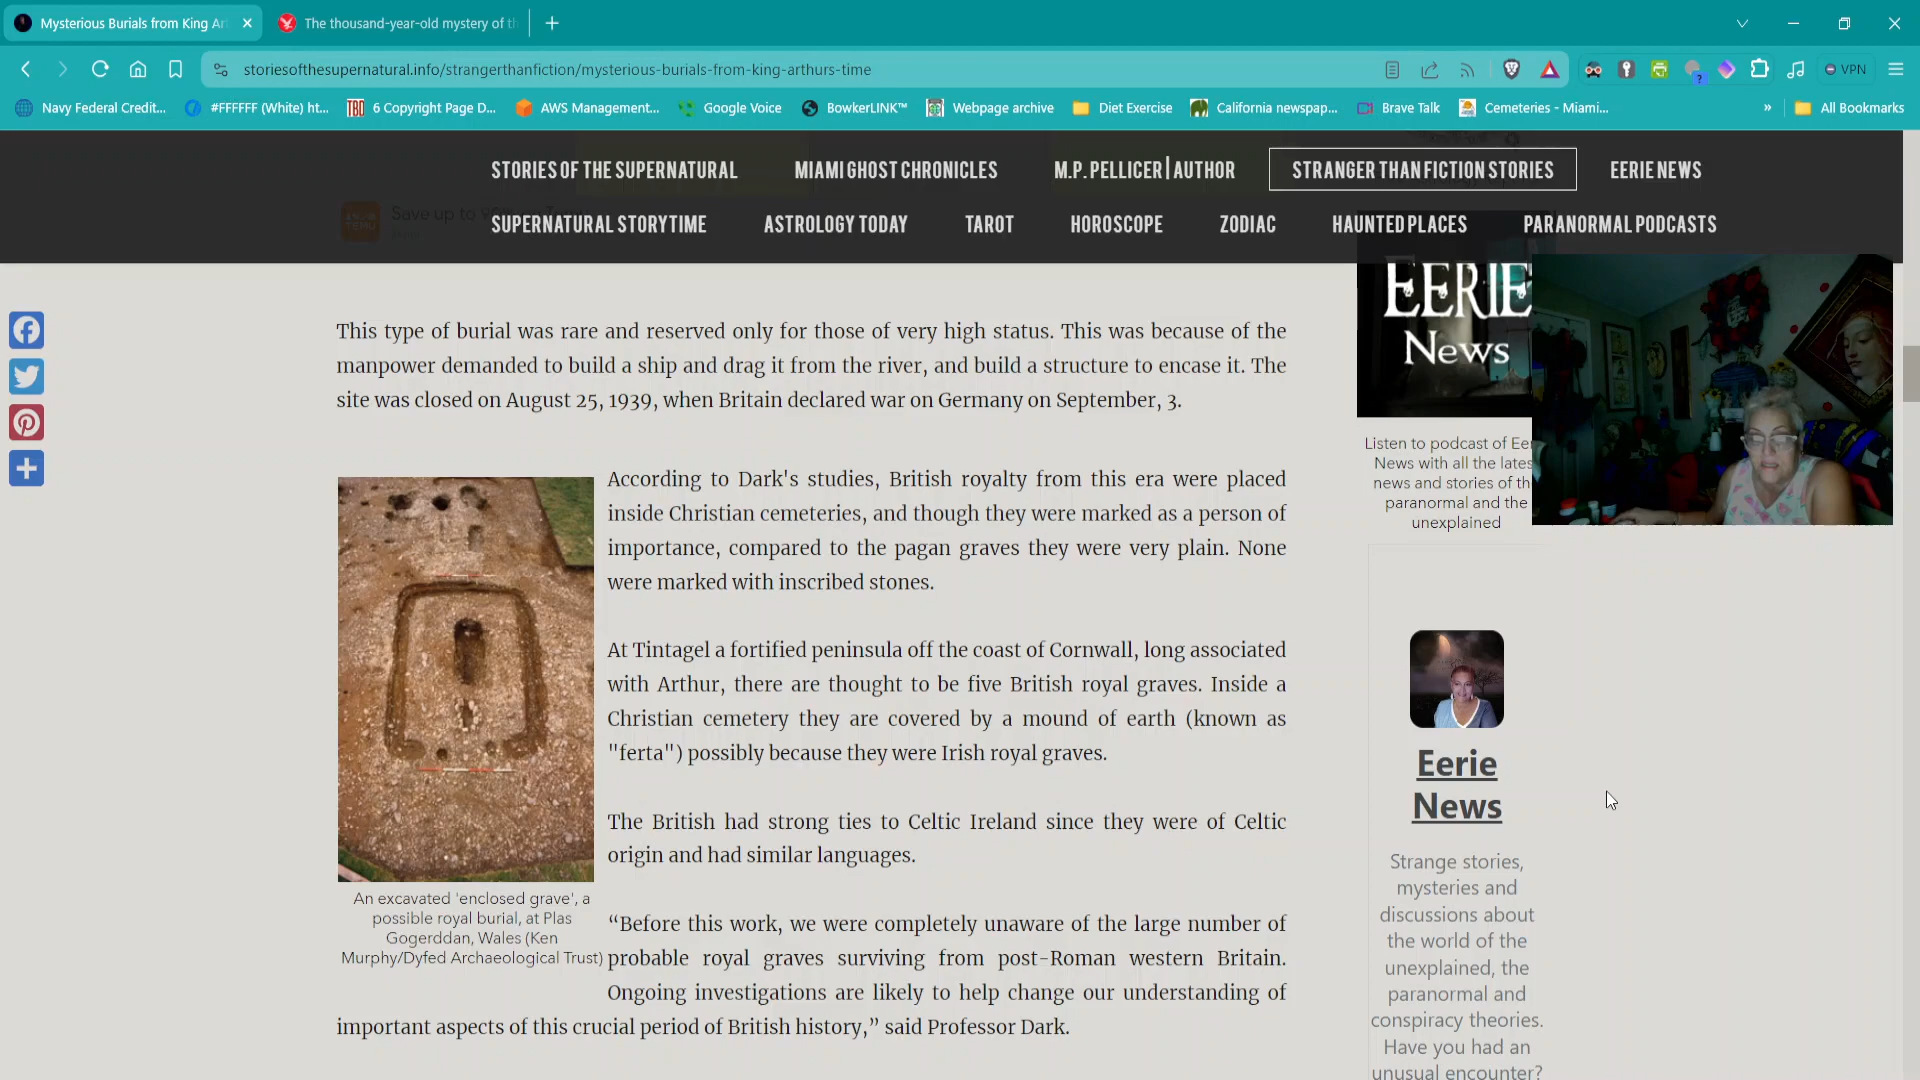 Mysterious Burials from King Ar
The thousand-year-old mystery of th
storiesofthesupernatural.info/strangerthanfiction/mysterious-burials-from-king-arthurs-time
VPN
Navy Federal Credit...
#FFFFFF (White) ht...
6 Copyright Page D...
AWS Management...
Google Voice
BowkerLINK™
Webpage archive
Diet Exercise
California newspap...
Brave Talk
Cemeteries - Miami...
» All Bookmarks
STORIES OF THE SUPERNATURAL
MIAMI GHOST CHRONICLES
M.P. PELLICER | AUTHOR
STRANGER THAN FICTION STORIES
EERIE NEWS
Save up to
SUPERNATURAL STORYTIME
ASTROLOGY TODAY
TAROT
HOROSCOPE
ZODIAC
HAUNTED PLACES
PARANORMAL PODCASTS
This type of burial was rare and reserved only for those of very high status. This was because of the
manpower demanded to build a ship and drag it from the river, and build a structure to encase it. The
site was closed on August 25, 1939, when Britain declared war on Germany on September, 3.
According to Dark's studies, British royalty from this era were placed
inside Christian cemeteries, and though they were marked as a person of
importance, compared to the pagan graves they were very plain. None
were marked with inscribed stones.
At Tintagel a fortified peninsula off the coast of Cornwall, long associated
with Arthur, there are thought to be five British royal graves. Inside a
Christian cemetery they are covered by a mound of earth (known as
"ferta") possibly because they were Irish royal graves.
The British had strong ties to Celtic Ireland since they were of Celtic
origin and had similar languages.
An excavated 'enclosed grave', a
possible royal burial, at Plas
Gogerddan, Wales (Ken
Murphy/Dyfed Archaeological Trust)
“Before this work, we were completely unaware of the large number of
probable royal graves surviving from post-Roman western Britain.
Ongoing investigations are likely to help change our understanding of
important aspects of this crucial period of British history,” said Professor Dark.
EERIE
News
Listen to podcast of Eer
News with all the lates
news and stories of th
paranormal and the
unexplained
Eerie
News
Strange stories,
mysteries and
discussions about
the world of the
unexplained, the
paranormal and
conspiracy theories.
Have you had an
unusual encounter?